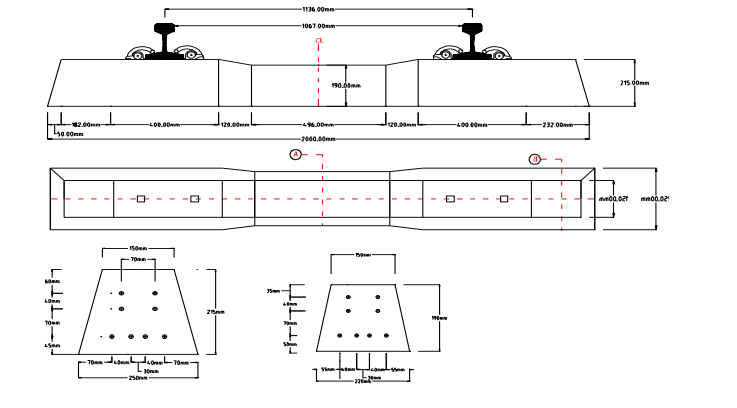 1136.00mm
1067.00mm
CL
190.00mm
215.00mm
182.00mm
400.00mm
120.00mm
496.00mm
120.00mm
400.00mm
232.00mm
50.00mm
2000.00mm
A
B
150mm
70mm
60mm
40mm
70mm
45mm
215mm
70mm
40mm
40mm
70mm
30mm
250mm
150mm
75mm
40mm
70mm
50mm
190mm
55mm
40mm
40mm
55mm
30mm
220mm